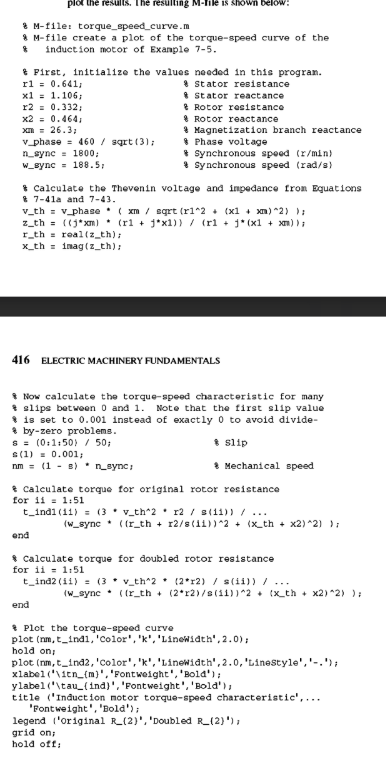 plot the results. The resulting M-file is shown below:
% M-file: torque_speed_curve.m
% M-file create a plot of the torque-speed curve of the
%   induction motor of Example 7-5.
% First, initialize the values needed in this program.
r1 = 0.641;                % Stator resistance
x1 = 1.106;                % Stator reactance
r2 = 0.332;                % Rotor resistance
x2 = 0.464;                % Rotor reactance
xm = 26.3;                 % Magnetization branch reactance
v_phase = 460 / sqrt(3);   % Phase voltage
n_sync = 1800;             % Synchronous speed (r/min)
w_sync = 188.5;            % Synchronous speed (rad/s)
% Calculate the Thevenin voltage and impedance from Equations
% 7-41a and 7-43.
v_th = v_phase * ( xm / sqrt(r1^2 + (x1 + xm)^2) );
z_th = ((j*xm) * (r1 + j*x1)) / (r1 + j*(x1 + xm));
r_th = real(z_th);
x_th = imag(z_th);
416 ELECTRIC MACHINERY FUNDAMENTALS
% Now calculate the torque-speed characteristic for many
% slips between 0 and 1.  Note that the first slip value
% is set to 0.001 instead of exactly 0 to avoid divide-
% by-zero problems.
s = (0:1:50) / 50;         % Slip
s(1) = 0.001;
nm = (1 - s) * n_sync;     % Mechanical speed
% Calculate torque for original rotor resistance
for ii = 1:51
t_ind1(ii) = (3 * v_th^2 * r2 / s(ii)) / ...
(w_sync * ((r_th + r2/s(ii))^2 + (x_th + x2)^2) );
end
% Calculate torque for doubled rotor resistance
for ii = 1:51
t_ind2(ii) = (3 * v_th^2 * (2*r2) / s(ii)) / ...
(w_sync * ((r_th + (2*r2)/s(ii))^2 + (x_th + x2)^2) );
end
% Plot the torque-speed curve
plot(nm,t_ind1,'Color','k','LineWidth',2.0);
hold on;
plot(nm,t_ind2,'Color','k','LineWidth',2.0,'LineStyle','-.');
xlabel('\itn_{m}','Fontweight','Bold');
ylabel('\tau_{ind}','Fontweight','Bold');
title ('Induction motor torque-speed characteristic',...
'Fontweight','Bold');
legend ('Original R_{2}','Doubled R_{2}');
grid on;
hold off;